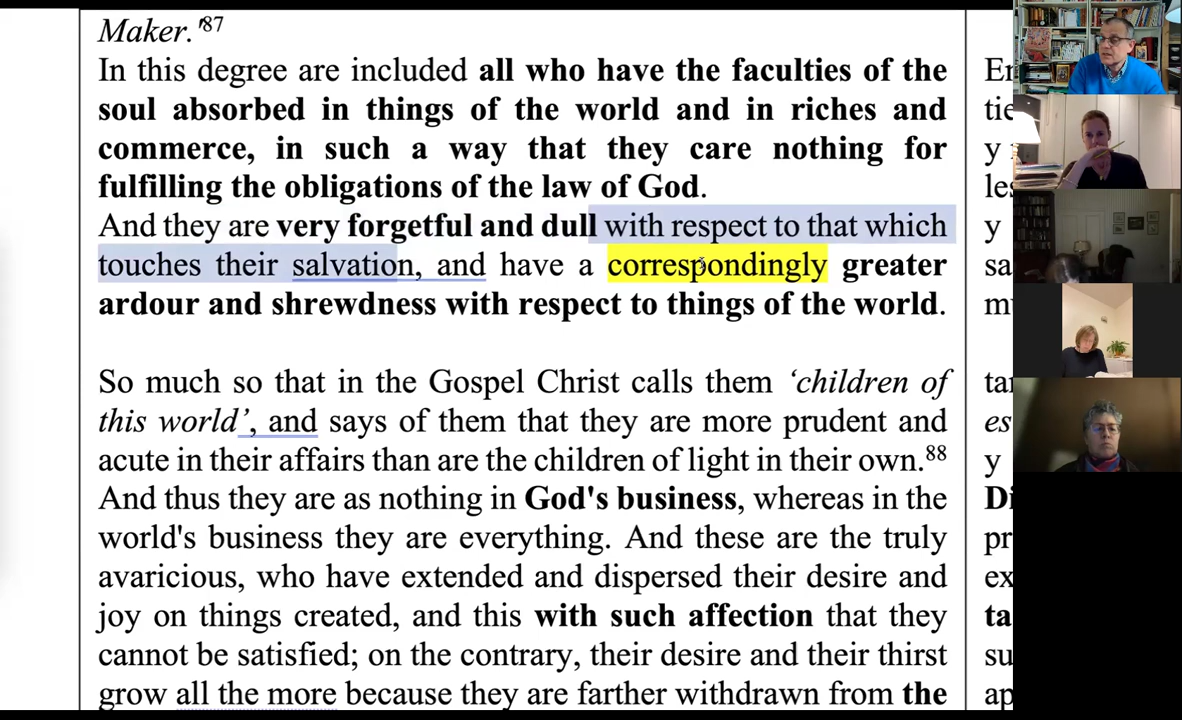 Maker.'87
In this degree are included all who have the faculties of the
soul absorbed in things of the world and in riches and
commerce, in such a way that they care nothing for
fulfilling the obligations of the law of God.
And they are very forgetful and dull with respect to that which
touches their salvation, and have a correspondingly greater
ardour and shrewdness with respect to things of the world.
So much so that in the Gospel Christ calls them ‘children of
this world’, and says of them that they are more prudent and
acute in their affairs than are the children of light in their own.88
And thus they are as nothing in God's business, whereas in the
world's business they are everything. And these are the truly
avaricious, who have extended and dispersed their desire and
joy on things created, and this with such affection that they
cannot be satisfied; on the contrary, their desire and their thirst
grow all the more because they are farther withdrawn from the
y
y
sa
tar
es
y
pr
ex
ta
su
ap